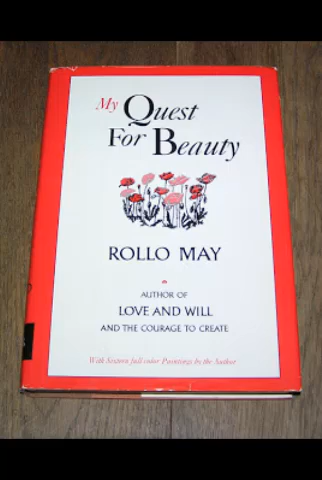 My Quest
For Beauty
ROLLO MAY
AUTHOR OF
LOVE AND WILL
AND THE COURAGE TO CREATE
With Sixteen full color Paintings by the Author